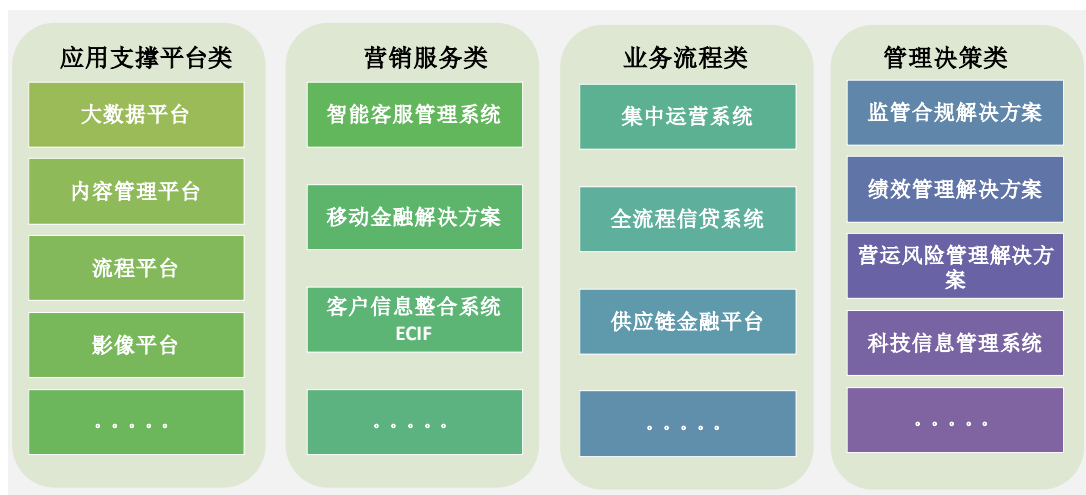 应用支撑平台类
大数据平台
内容管理平台
流程平台
影像平台
。。。。。
营销服务类
智能客服管理系统
移动金融解决方案
客户信息整合系统
ECIF
。。。。。
业务流程类
集中运营系统
全流程信贷系统
供应链金融平台
。。。。。
管理决策类
监管合规解决方案
绩效管理解决方案
营运风险管理解决方
案
科技信息管理系统
。。。。。